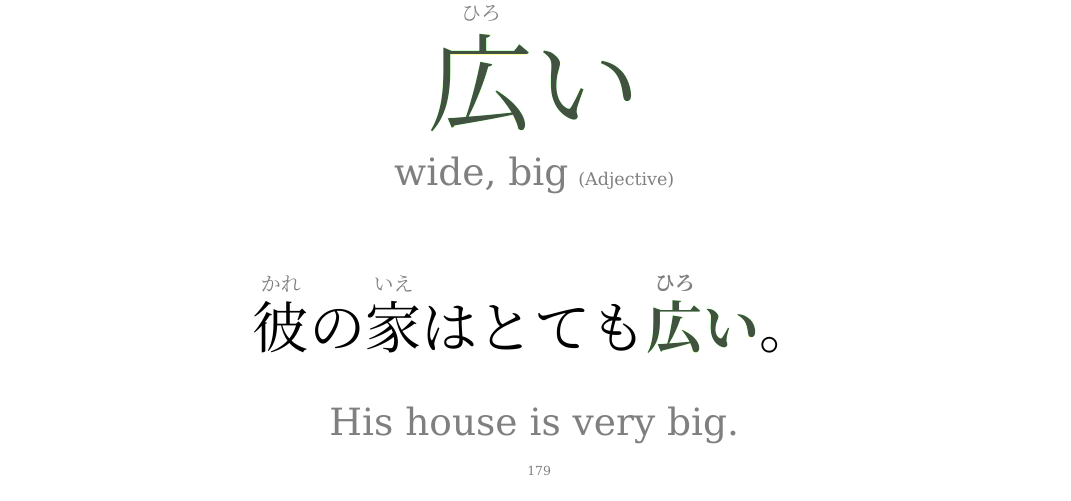 ひろ
広い
wide, big (Adjective)
かれ いえ ひろ
彼の家はとても広い。
His house is very big.
179